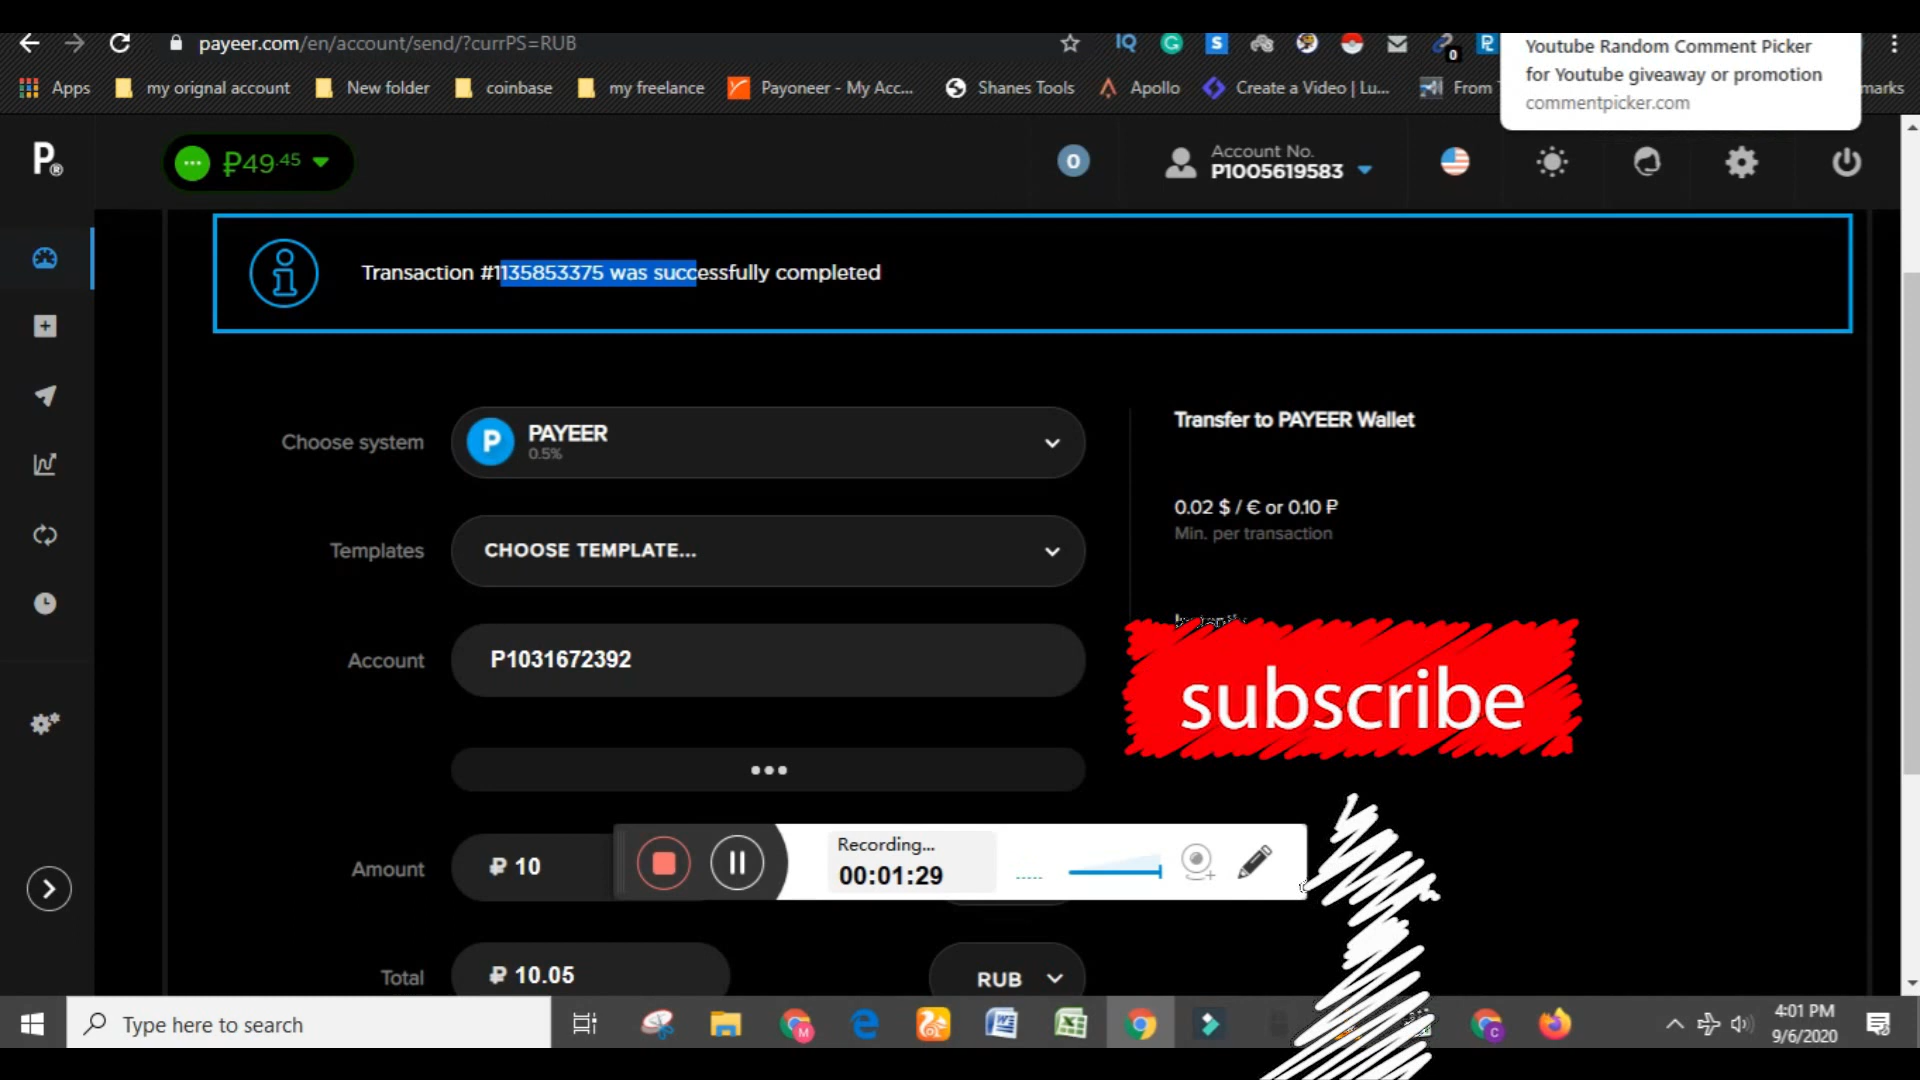 payeer.com/en/account/send/?currPS=RUB
IQ
G
S
0
Youtube Random Comment Picker
for Youtube giveaway or promotion
commentpicker.com
Apps
my orignal account
New folder
coinbase
my freelance
Payoneer - My Acc...
Shanes Tools
Apollo
Create a Video | Lu...
From
marks
P®
₽49.45
0
Account No.
P1005619583
Transaction #1135853375 was successfully completed
Choose system
P
PAYEER
0.5%
Transfer to PAYEER Wallet
0.02 $ / € or 0.10 ₽
Min. per transaction
Templates
CHOOSE TEMPLATE...
Account
P1031672392
subscribe
Amount
₽ 10
Recording...
00:01:29
Total
₽ 10.05
RUB
Type here to search
4:01 PM
9/6/2020